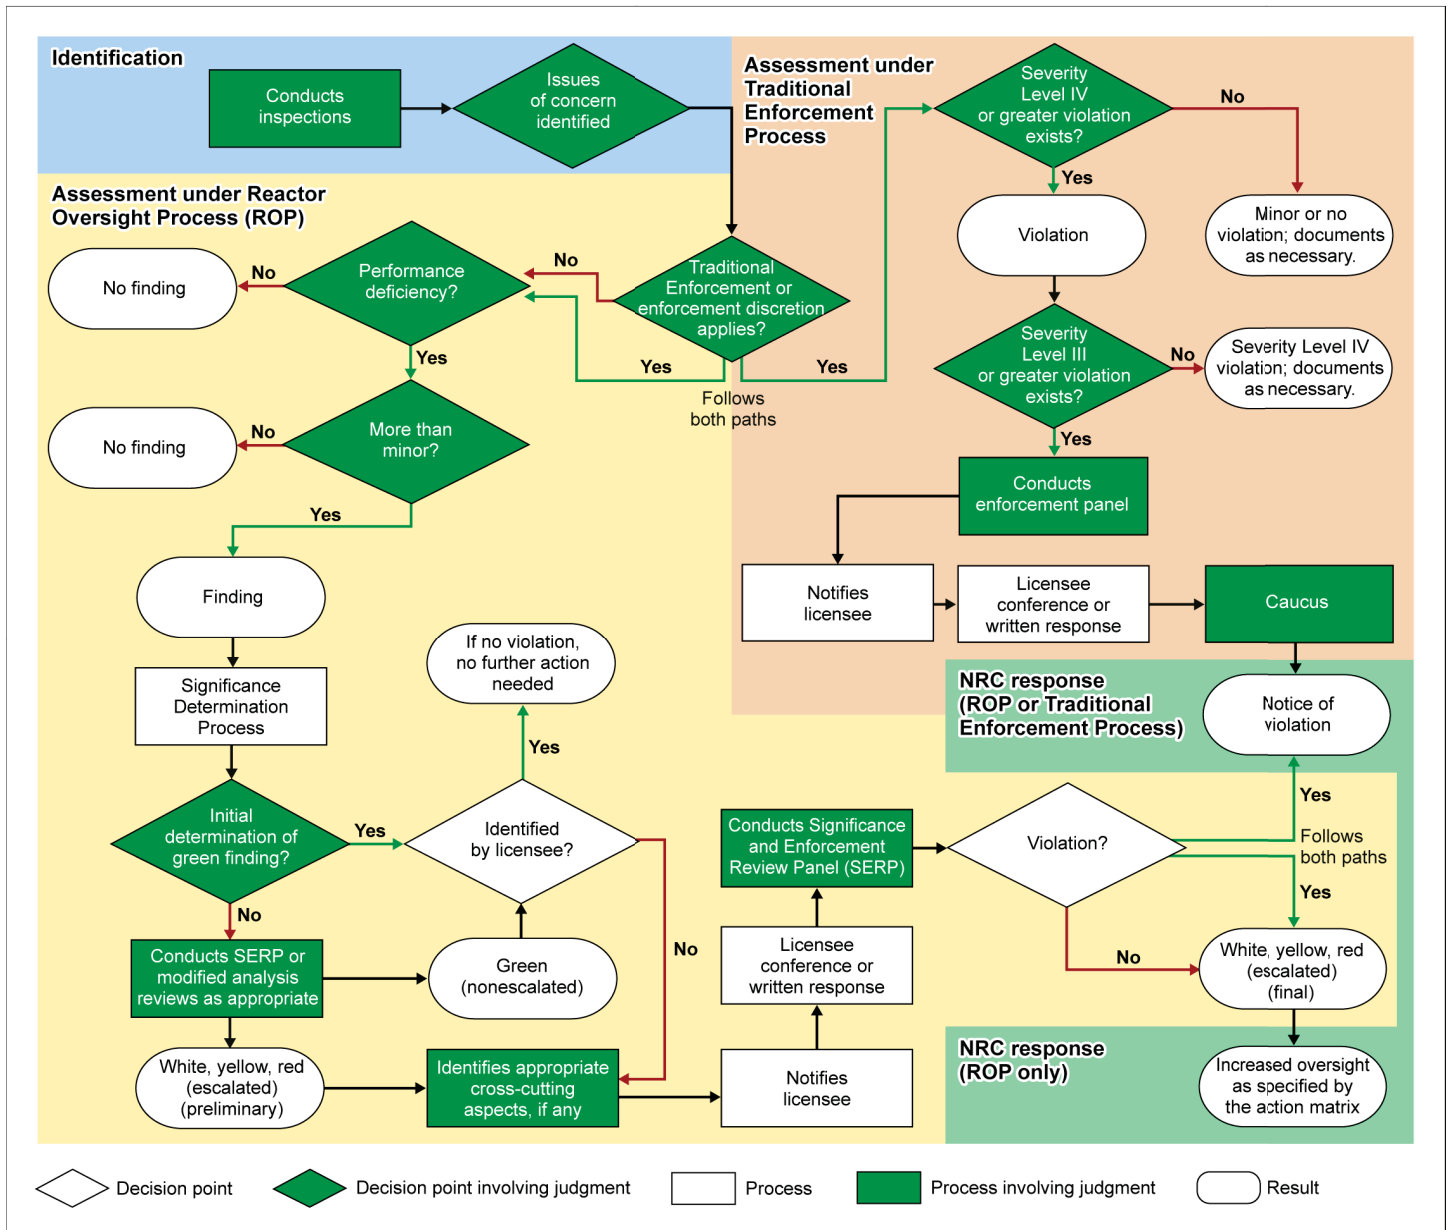 Identification
Conducts
inspections
Issues
of concern
identified
Assessment under
Traditional
Enforcement
Process
Severity
Level IV
or greater violation
exists?
No
Yes
Minor or no
violation; documents
as necessary.
Violation
Severity
Level III
or greater violation
exists?
No
Severity Level IV
violation; documents
as necessary.
Yes
Conducts
enforcement panel
Notifies
licensee
Licensee
conference or
written response
Caucus
Assessment under Reactor
Oversight Process (ROP)
Traditional
Enforcement or
enforcement discretion
applies?
No
Yes
Yes
Follows
both paths
Performance
deficiency?
No
No finding
Yes
More than
minor?
No
No finding
Yes
Finding
Significance
Determination
Process
If no violation,
no further action
needed
Yes
Initial
determination of
green finding?
Yes
Identified
by licensee?
No
No
Conducts SERP or
modified analysis
reviews as appropriate
Green
(nonescalated)
White, yellow, red
(escalated)
(preliminary)
Identifies appropriate
cross-cutting
aspects, if any
Notifies
licensee
Licensee
conference or
written response
Conducts Significance
and Enforcement
Review Panel (SERP)
Violation?
NRC response
(ROP or Traditional
Enforcement Process)
Notice of
violation
Yes
Follows
both paths
Yes
No
White, yellow, red
(escalated)
(final)
NRC response
(ROP only)
Increased oversight
as specified by
the action matrix
Decision point
Decision point involving judgment
Process
Process involving judgment
Result